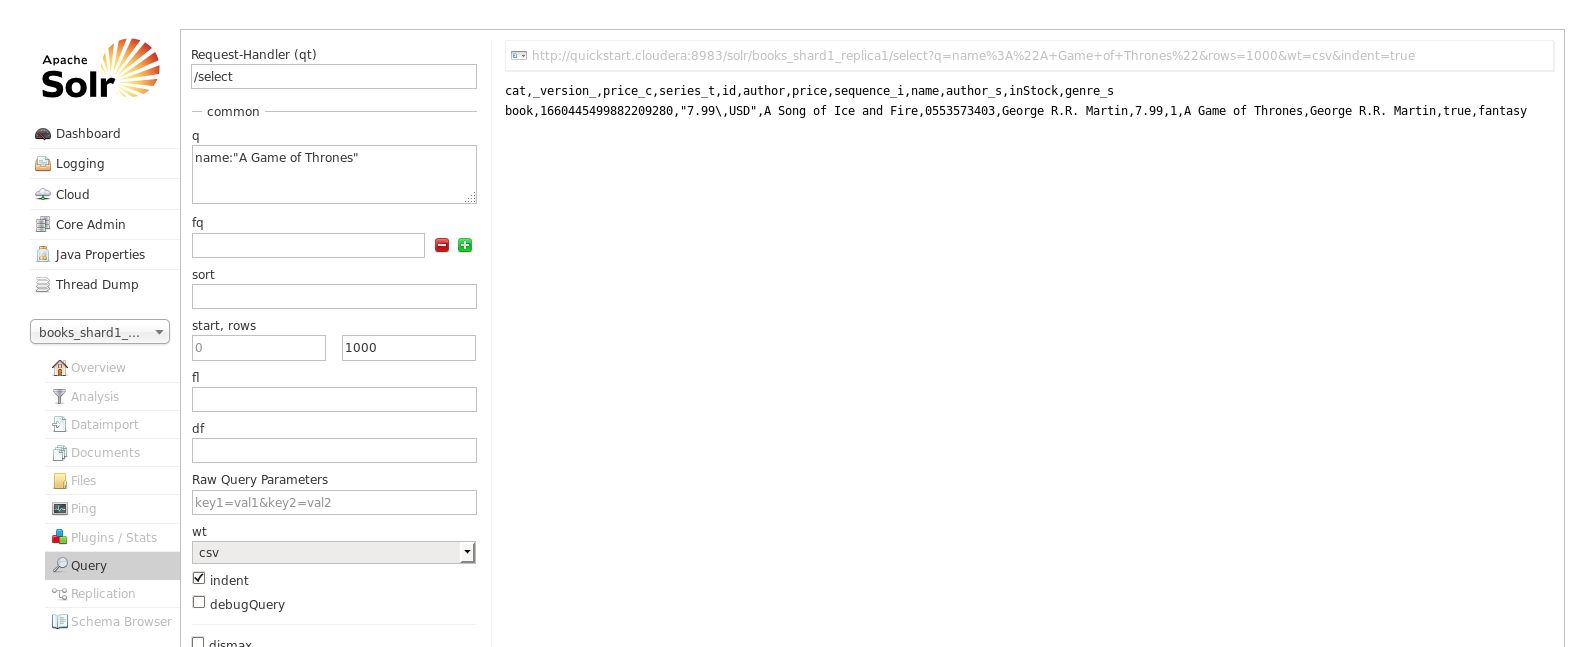 Apache
Solr
Dashboard
Logging
Cloud
Core Admin
Java Properties
Thread Dump
books_shard1_...
Overview
Analysis
Dataimport
Documents
Files
Ping
Plugins / Stats
Query
Replication
Schema Browser
Request-Handler (qt)
/select
common
q
name:"A Game of Thrones"
fq
sort
start, rows
0 1000
fl
df
Raw Query Parameters
key1=val1&key2=val2
wt
csv
indent
debugQuery
dismax
http://quickstart.cloudera:8983/solr/books_shard1_replica1/select?q=name%3A%22A+Game+of+Thrones%22&rows=1000&wt=csv&indent=true
cat,_version_,price_c,series_t,id,author,price,sequence_i,name,author_s,inStock,genre_s
book,1660445499882209280,"7.99\,USD",A Song of Ice and Fire,0553573403,George R.R. Martin,7.99,1,A Game of Thrones,George R.R. Martin,true,fantasy